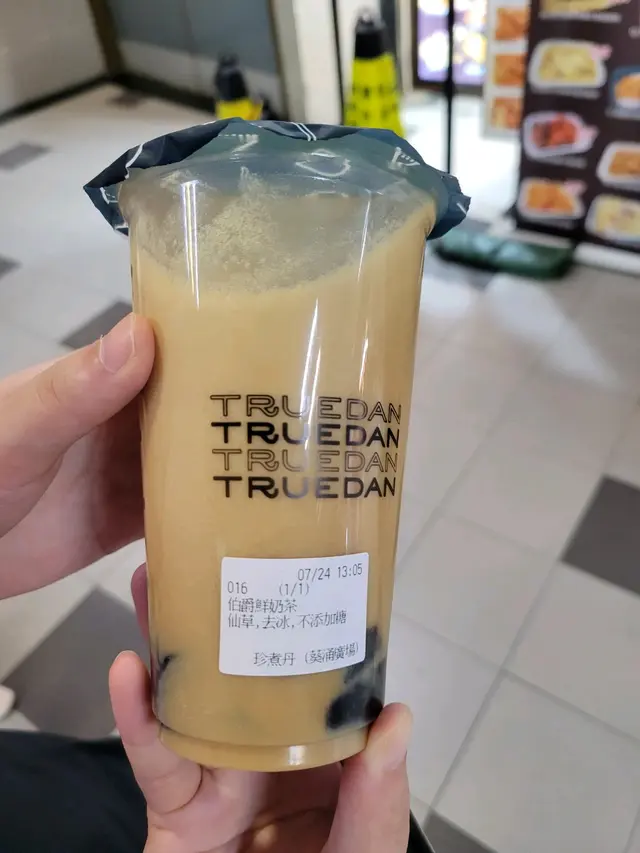 TRUEDAN
TRUEDAN
TRUEDAN
TRUEDAN
07/24 13:05
016 (1/1)
伯爵鮮奶茶
仙草,去冰,不添加糖
珍煮丹 (葵涌廣場)